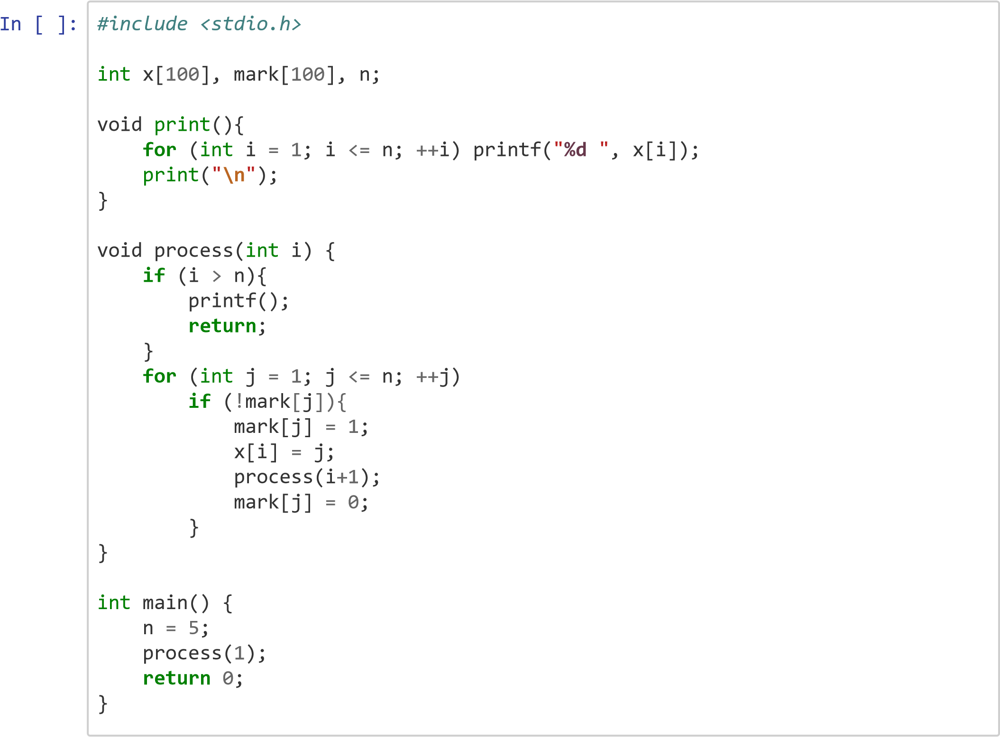 In [ ]: #include <stdio.h>

int x[100], mark[100], n;

void print(){
    for (int i = 1; i <= n; ++i) printf("%d ", x[i]);
    print("\n");
}

void process(int i) {
    if (i > n){
        printf();
        return;
    }
    for (int j = 1; j <= n; ++j)
        if (!mark[j]){
            mark[j] = 1;
            x[i] = j;
            process(i+1);
            mark[j] = 0;
        }
}

int main() {
    n = 5;
    process(1);
    return 0;
}